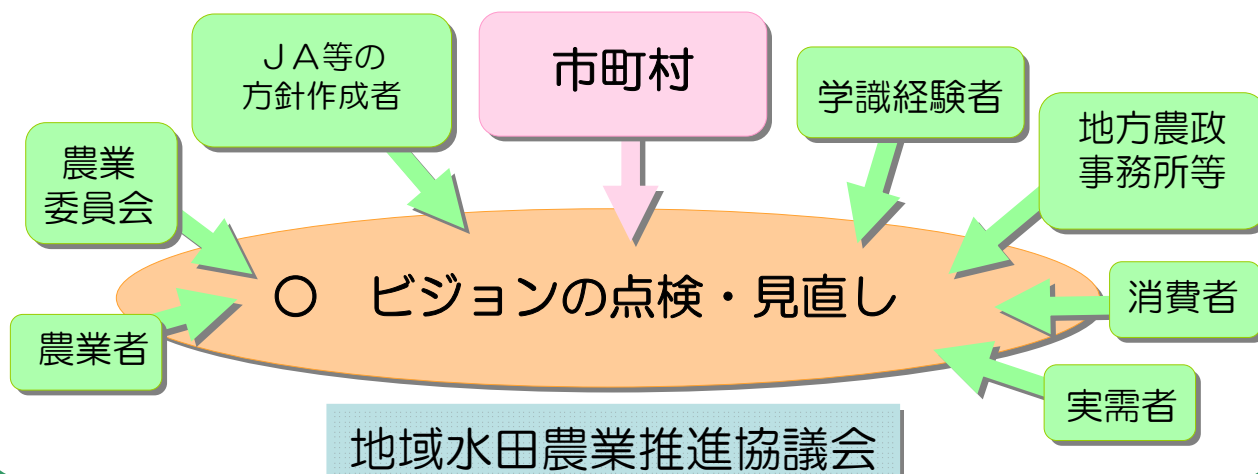 JA等の
方針作成者
市町村
学識経験者
地方農政
事務所等
農業
委員会
○ ビジョンの点検・見直し
消費者
農業者
実需者
地域水田農業推進協議会